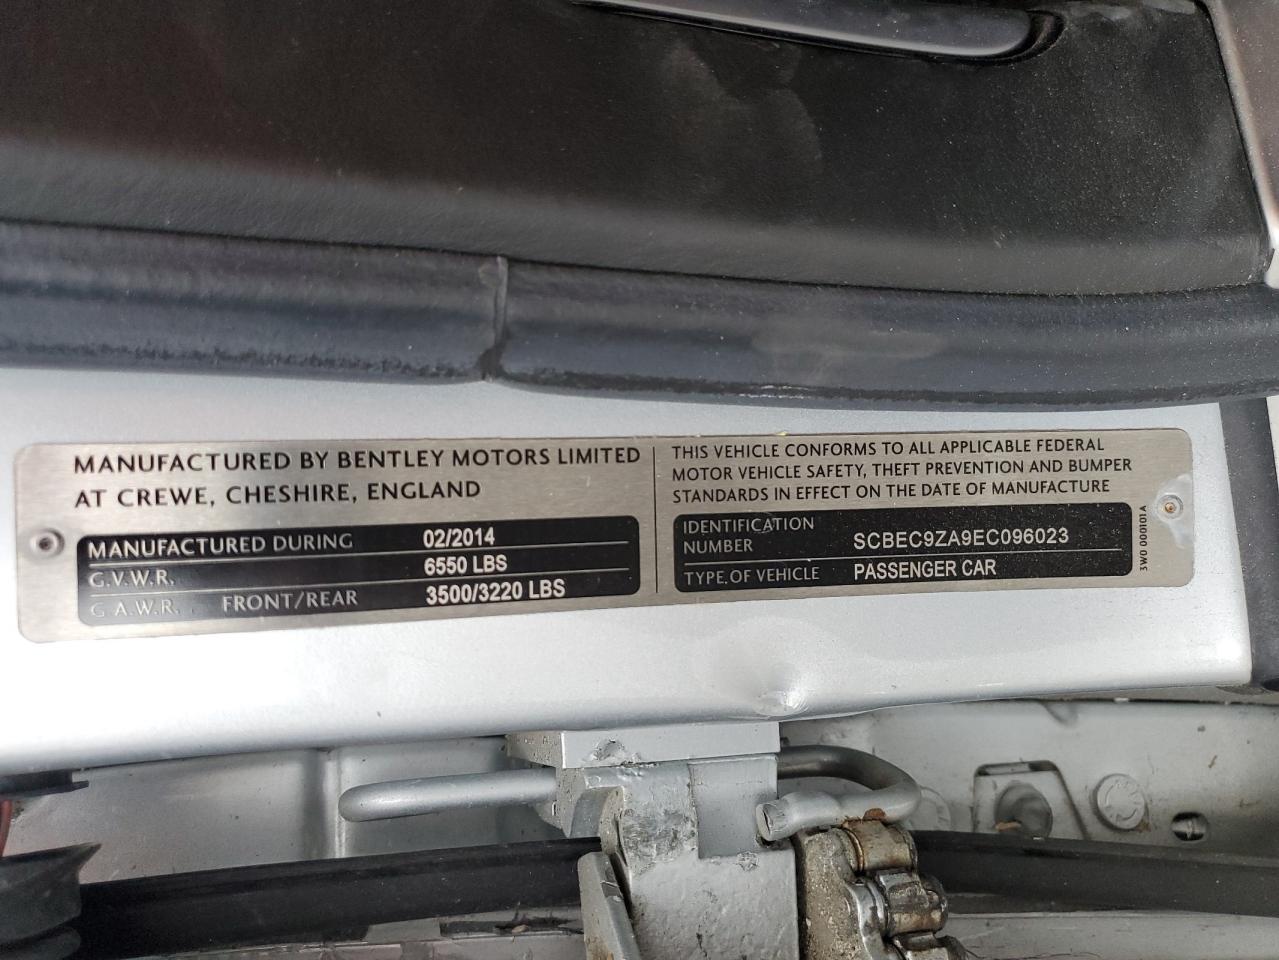 MANUFACTURED BY BENTLEY MOTORS LIMITED
AT CREWE, CHESHIRE, ENGLAND
MANUFACTURED DURING 02/2014
G.V.W.R. 6550 LBS
G A.W.R. FRONT/REAR 3500/3220 LBS
THIS VEHICLE CONFORMS TO ALL APPLICABLE FEDERAL
MOTOR VEHICLE SAFETY, THEFT PREVENTION AND BUMPER
STANDARDS IN EFFECT ON THE DATE OF MANUFACTURE
IDENTIFICATION
NUMBER SCBEC9ZA9EC096023
TYPE.OF VEHICLE PASSENGER CAR
3W0 000101A